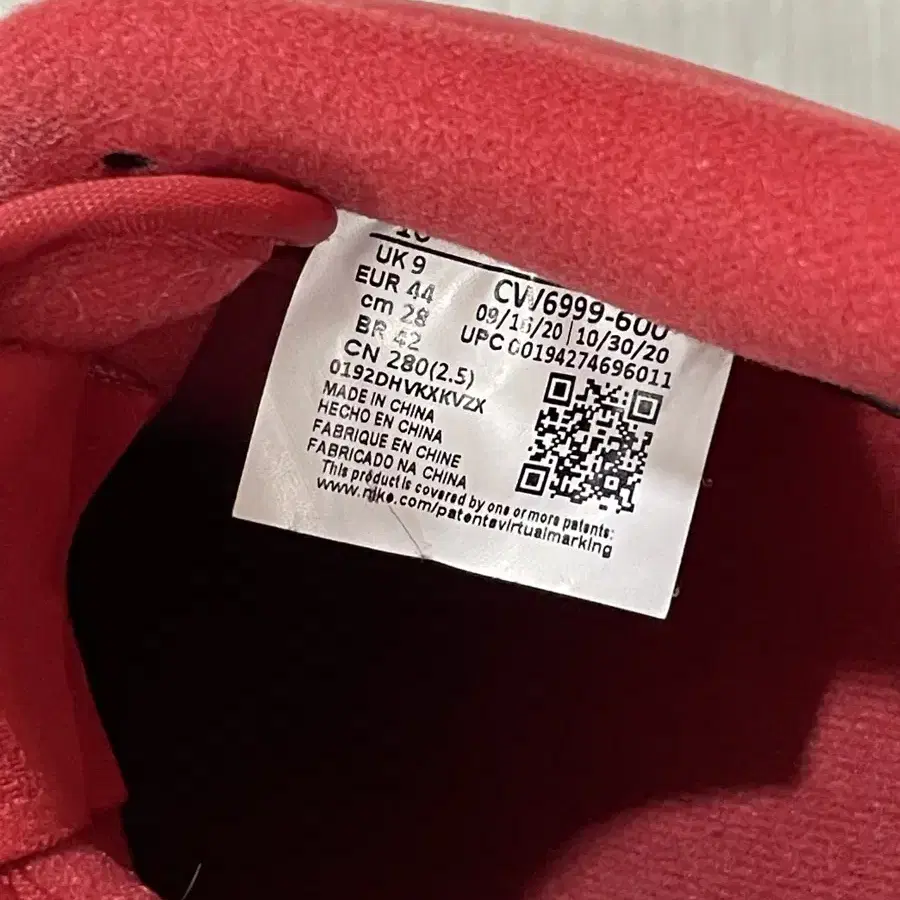 10
UK 9
EUR 44
cm 28
BR 42
CN 280(2.5)
0192DHVKXKVZX
MADE IN CHINA
HECHO EN CHINA
FABRIQUE EN CHINE
FABRICADO NA CHINA
This product is covered by one or more patents:
www.nike.com/patentsvirtualmarking
CW6999-600
09/16/20 | 10/30/20
UPC 00194274696011